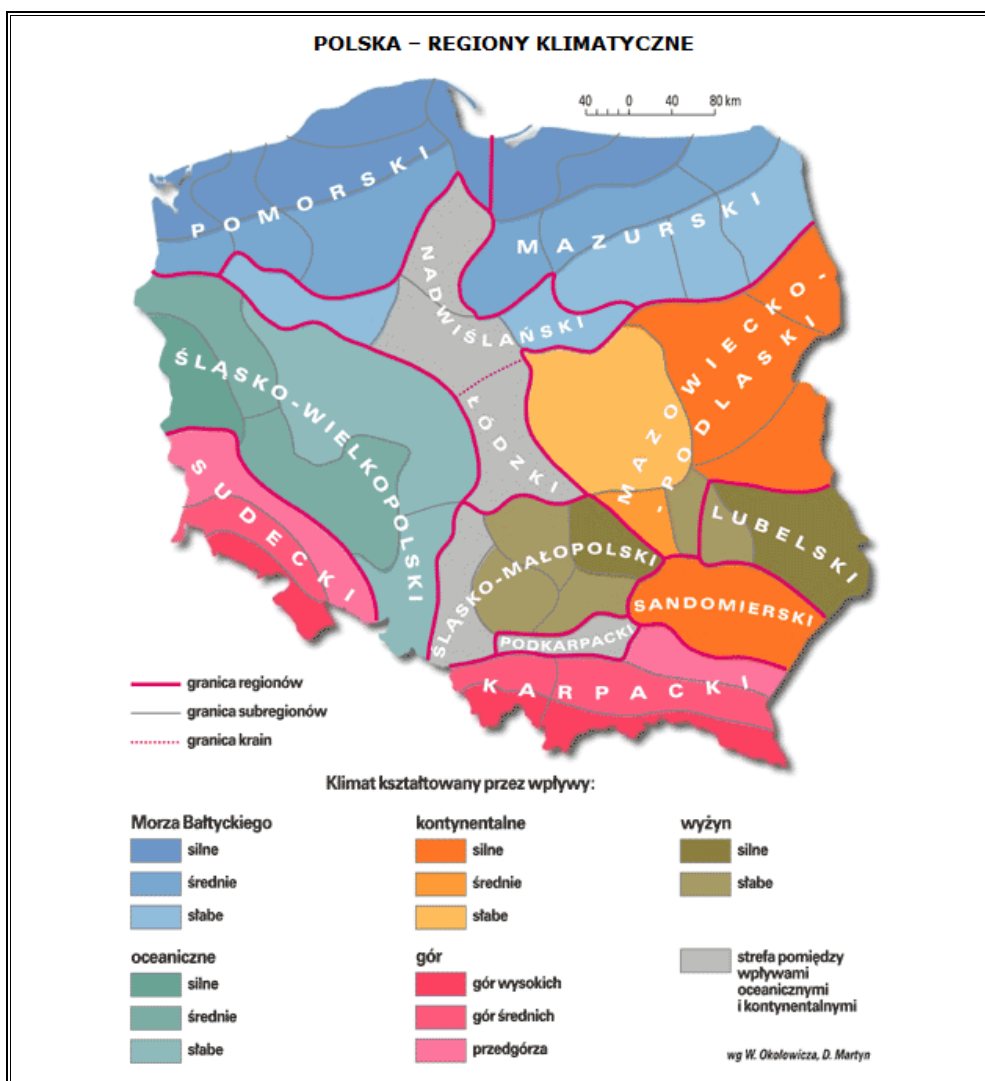 POLSKA – REGIONY KLIMATYCZNE
40 0 40 80 km
POMORSKI
MAZURSKI
NADWIŚLAŃSKI
MAZOWIECKO-
-PODLASKI
ŚLĄSKO-WIELKOPOLSKI
ŁÓDZKI
SUDECKI
LUBELSKI
ŚLĄSKO-MAŁOPOLSKI
SANDOMIERSKI
PODKARPACKI
KARPACKI
granica regionów
granica subregionów
granica krain
Klimat kształtowany przez wpływy:
Morza Bałtyckiego
silne
średnie
słabe
kontynentalne
silne
średnie
słabe
wyżyn
silne
słabe
oceaniczne
silne
średnie
słabe
gór
gór wysokich
gór średnich
przedgórza
strefa pomiędzy
wpływami
oceanicznymi
i kontynentalnymi
wg W. Okołowicza, D. Martyn